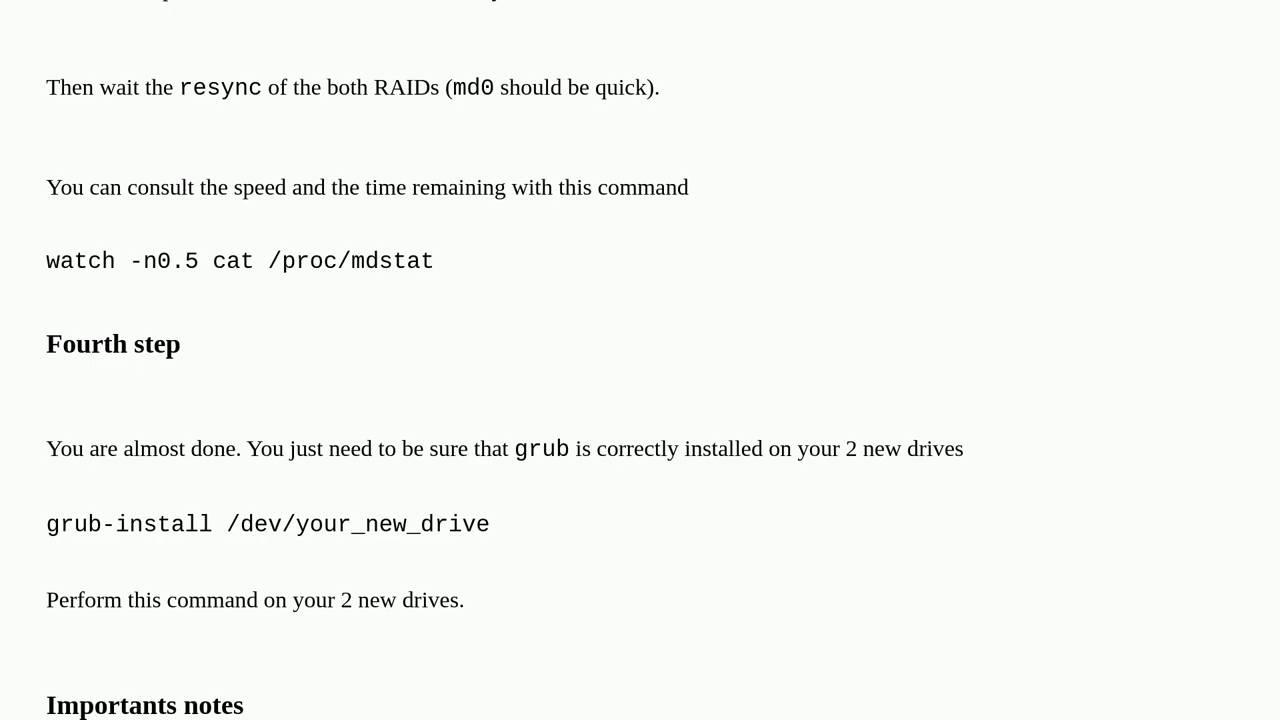 Then wait the resync of the both RAIDs (md0 should be quick).
You can consult the speed and the time remaining with this command
watch -n0.5 cat /proc/mdstat
Fourth step
You are almost done. You just need to be sure that grub is correctly installed on your 2 new drives
grub-install /dev/your_new_drive
Perform this command on your 2 new drives.
Importants notes